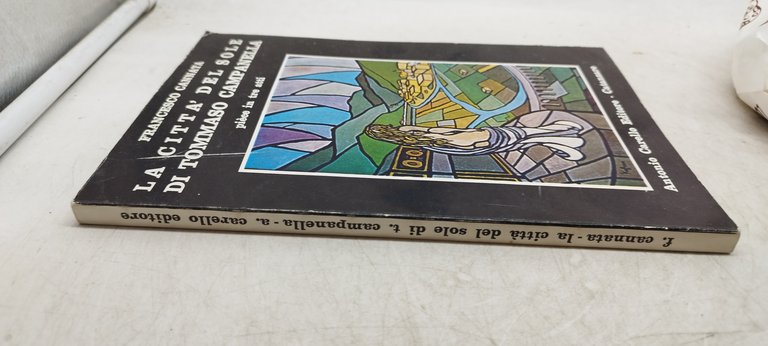 FRANCESCO CANNATA
LA CITTA' DEL SOLE
DI TOMMASO CAMPANELLA
pièce in tre atti
Antonio Carello Editore - Catanzaro
f. cannata - la città del sole di t. campanella - a. carello editore